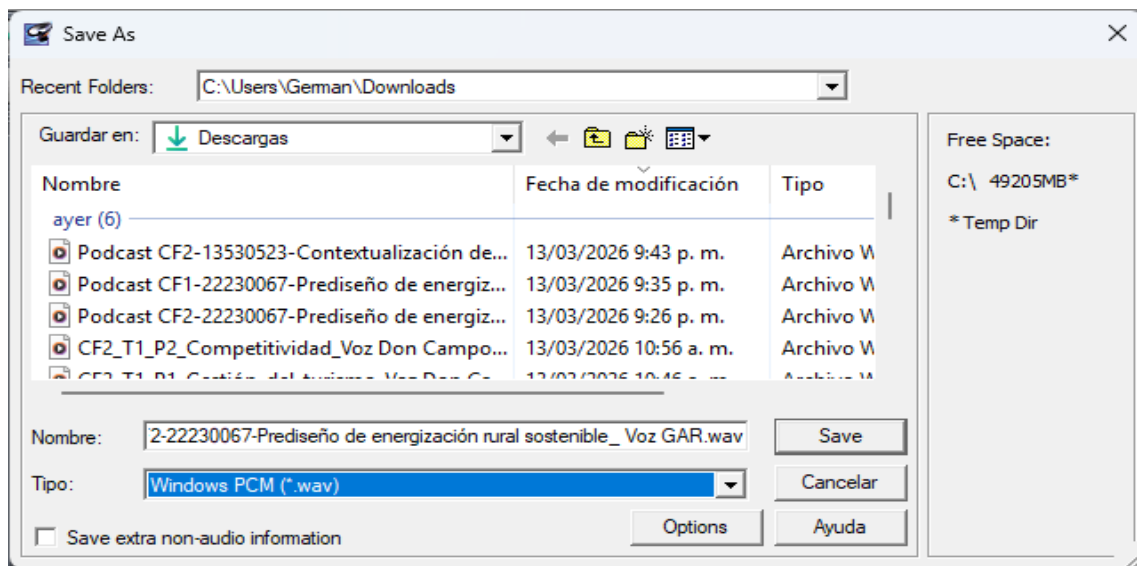 Save As
Recent Folders: C:\Users\German\Downloads
Guardar en: Descargas
Free Space:
C:\ 49205MB*
* Temp Dir
Nombre Fecha de modificación Tipo
ayer (6)
Podcast CF2-13530523-Contextualización de... 13/03/2026 9:43 p. m. Archivo W
Podcast CF1-22230067-Prediseño de energiz... 13/03/2026 9:35 p. m. Archivo W
Podcast CF2-22230067-Prediseño de energiz... 13/03/2026 9:26 p. m. Archivo W
CF2_T1_P2_Competitividad_Voz Don Campo... 13/03/2026 10:56 a. m. Archivo W
Nombre: 2-22230067-Prediseño de energización rural sostenible_ Voz GAR.wav Save
Tipo: Windows PCM (*.wav) Cancelar
Save extra non-audio information Options Ayuda